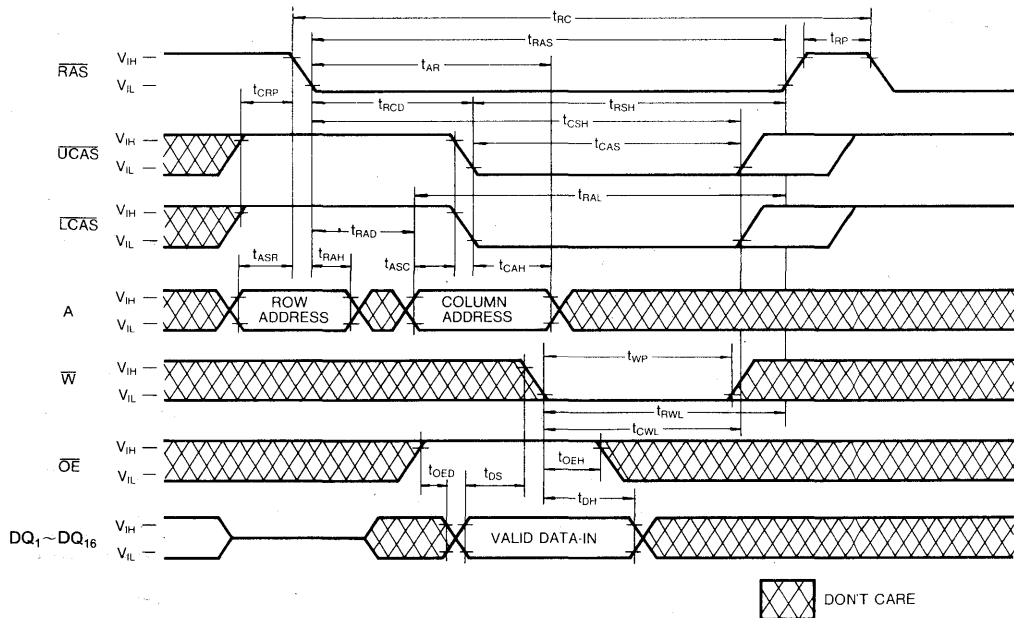 tRC
tRAS
tRP
RAS
VIH
VIL
tAR
tCRP
tRCD
tRSH
tCSH
UCAS
VIH
VIL
tCAS
tRAL
LCAS
VIH
VIL
tRAD
tASR
tRAH
tASC
tCAH
A
VIH
VIL
ROW
ADDRESS
COLUMN
ADDRESS
W
VIH
VIL
tWP
tRWL
tCWL
OE
VIH
VIL
tOED
tDS
tOEH
tDH
DQ1~DQ16
VIH
VIL
VALID DATA-IN
DON'T CARE